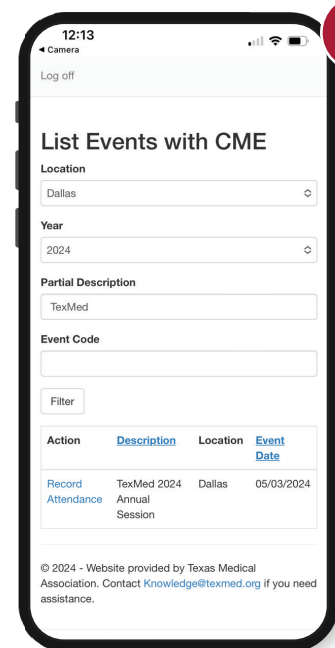 12:13
◀ Camera
Log off
List Events with CME
Location
Dallas
Year
2024
Partial Description
TexMed
Event Code
Filter
Action Description Location Event
Date
Record TexMed 2024 Dallas 05/03/2024
Attendance Annual
Session
© 2024 - Website provided by Texas Medical
Association. Contact Knowledge@texmed.org if you need
assistance.